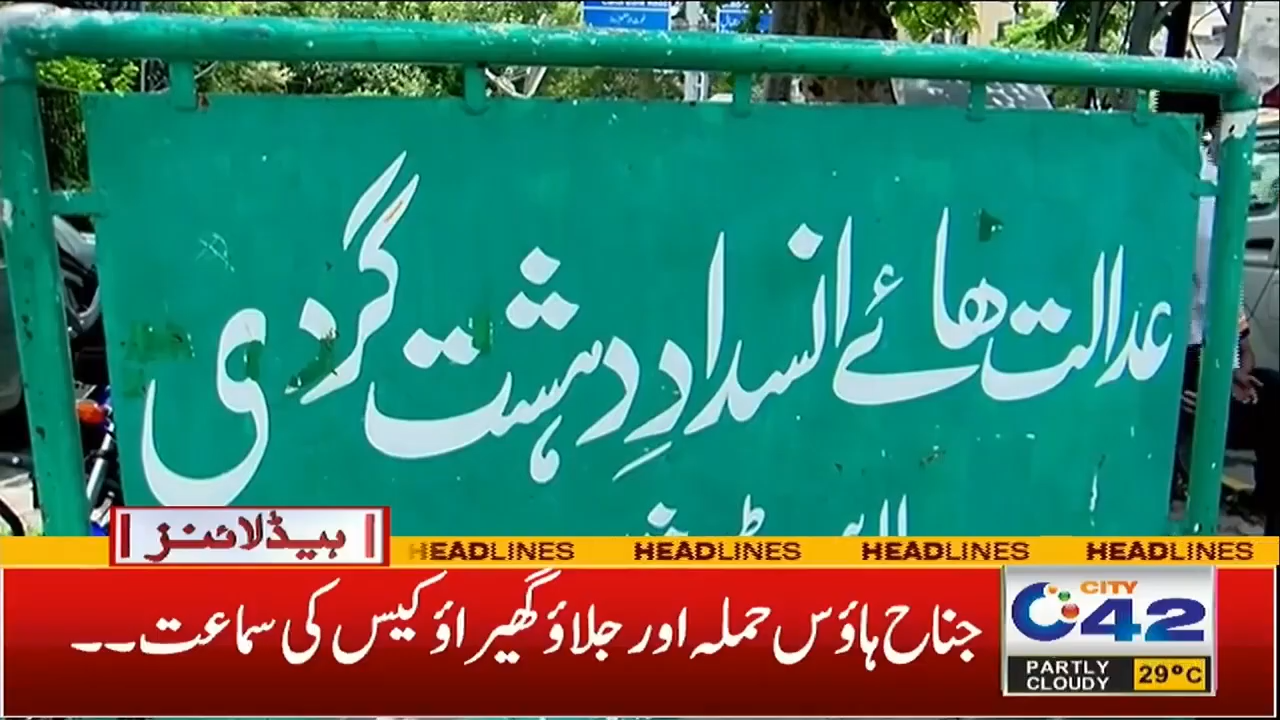 عدالت ھائے انسدادِ دہشت گردی
ہیڈلائنز
HEADLINES HEADLINES HEADLINES HEADLINES
جناح ہاؤس حملہ اور جلاؤ گھیراؤ کیس کی سماعت۔۔
CITY
42
PARTLY CLOUDY
29°C